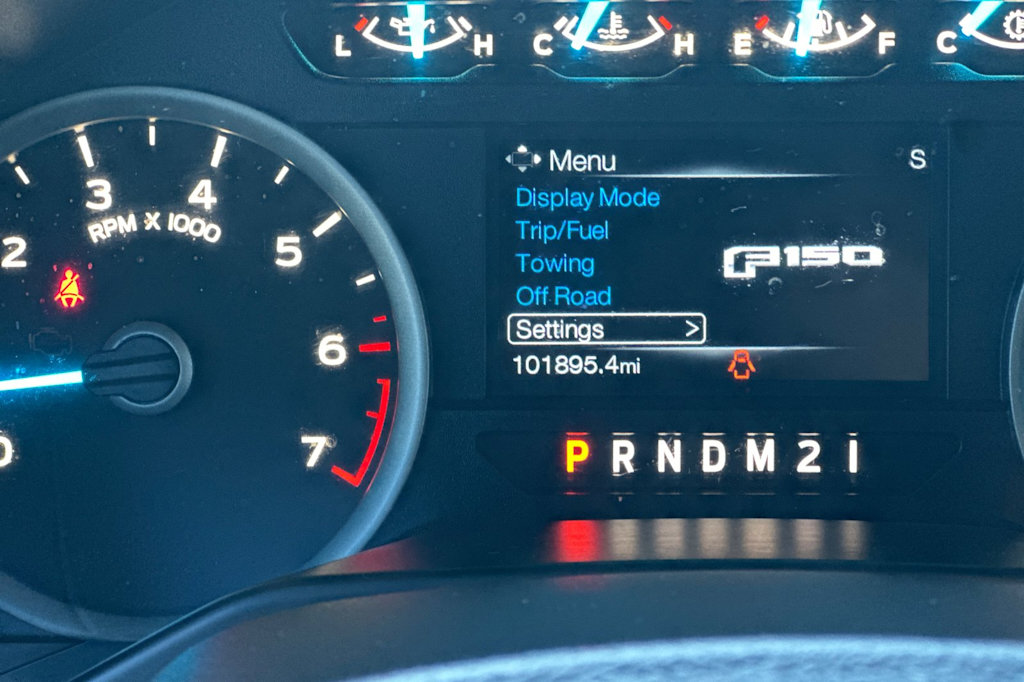 L H C H E F C
Menu S
Display Mode
Trip/Fuel
Towing
Off Road
Settings >
101895.4mi
F150
0 2 3 4 5 6 7
RPM X 1000
P R N D M 2 1